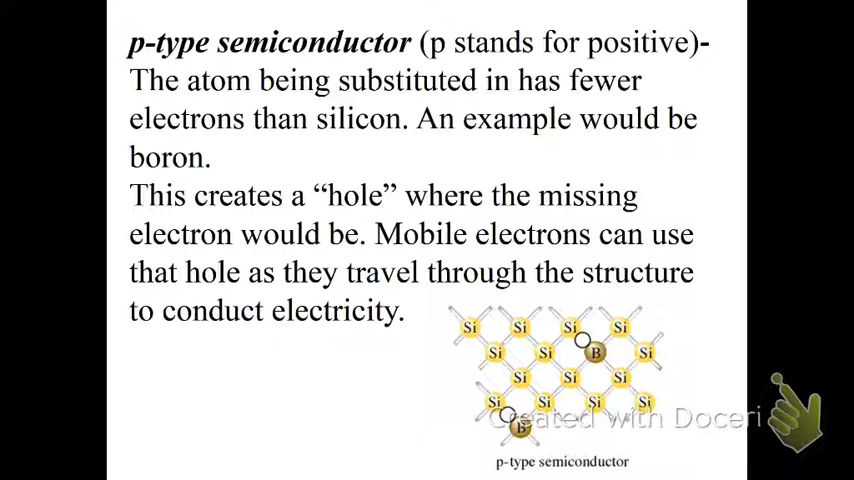 p-type semiconductor (p stands for positive)-
The atom being substituted in has fewer
electrons than silicon. An example would be
boron.
This creates a “hole” where the missing
electron would be. Mobile electrons can use
that hole as they travel through the structure
to conduct electricity.
Si Si Si Si
Si Si B Si
Si Si Si
Si Si Si Si
B
Created with Doceri
p-type semiconductor